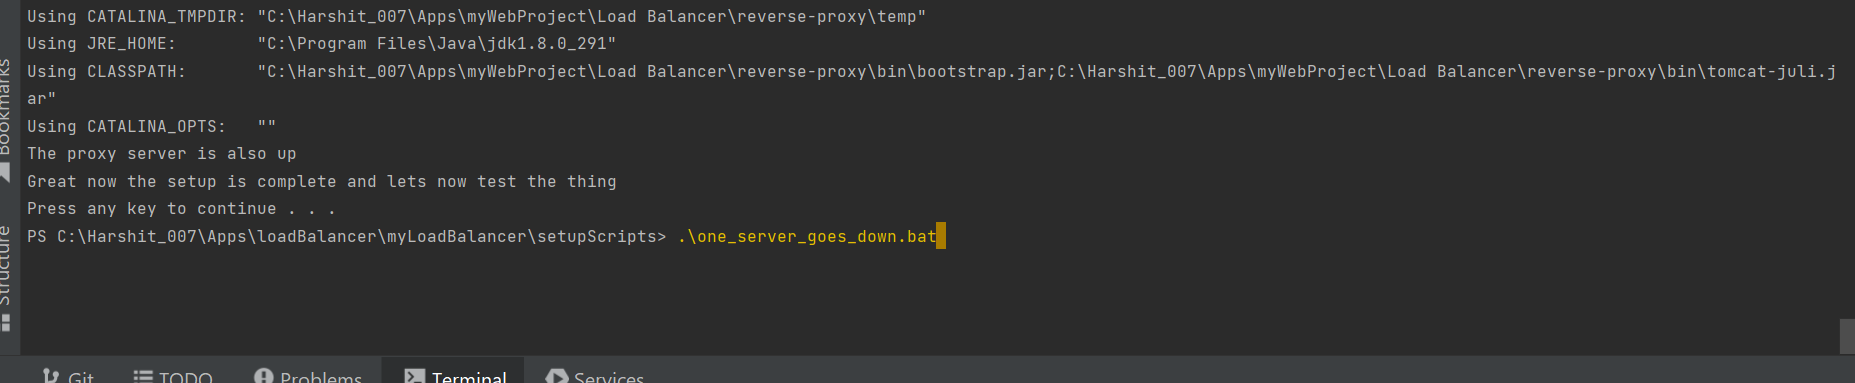 Using CATALINA_TMPDIR: "C:\Harshit_007\Apps\myWebProject\Load Balancer\reverse-proxy\temp"
Using JRE_HOME:        "C:\Program Files\Java\jdk1.8.0_291"
Using CLASSPATH:       "C:\Harshit_007\Apps\myWebProject\Load Balancer\reverse-proxy\bin\bootstrap.jar;C:\Harshit_007\Apps\myWebProject\Load Balancer\reverse-proxy\bin\tomcat-juli.j
ar"
Using CATALINA_OPTS:   ""
The proxy server is also up
Great now the setup is complete and lets now test the thing
Press any key to continue . . .
PS C:\Harshit_007\Apps\loadBalancer\myLoadBalancer\setupScripts> .\one_server_goes_down.bat
Bookmarks
Structure
Git
TODO
Problems
Terminal
Services